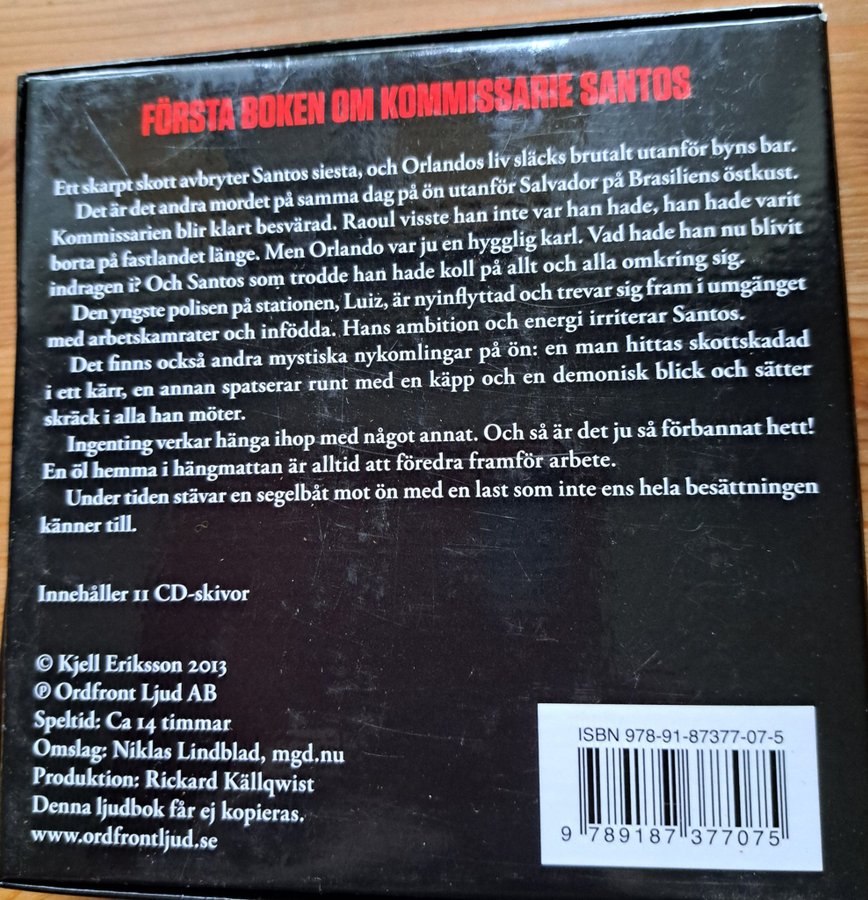 FÖRSTA BOKEN OM KOMMISSARIE SANTOS
Ett skarpt skott avbryter Santos siesta, och Orlandos liv släcks brutalt utanför byns bar.
Det är det andra mordet på samma dag på ön utanför Salvador på Brasiliens östkust.
Kommissarien blir klart besvärad. Raoul visste han inte var han hade, han hade varit
borta på fastlandet länge. Men Orlando var ju en hygglig karl. Vad hade han nu blivit
indragen i? Och Santos som trodde han hade koll på allt och alla omkring sig.
Den yngste polisen på stationen, Luiz, är nyinflyttad och trevar sig fram i umgänget
med arbetskamrater och infödda. Hans ambition och energi irriterar Santos.
Det finns också andra mystiska nykomlingar på ön: en man hittas skottskadad
i ett kärr, en annan spatserar runt med en käpp och en demonisk blick och sätter
skräck i alla han möter.
Ingenting verkar hänga ihop med något annat. Och så är det ju så förbannat hett!
En öl hemma i hängmattan är alltid att föredra framför arbete.
Under tiden stävar en segelbåt mot ön med en last som inte ens hela besättningen
känner till.
Innehåller 11 CD-skivor
© Kjell Eriksson 2013
℗ Ordfront Ljud AB
Speltid: Ca 14 timmar
Omslag: Niklas Lindblad, mgd.nu
Produktion: Rickard Källqwist
Denna ljudbok får ej kopieras.
www.ordfrontljud.se
ISBN 978-91-87377-07-5
9 789187 377075